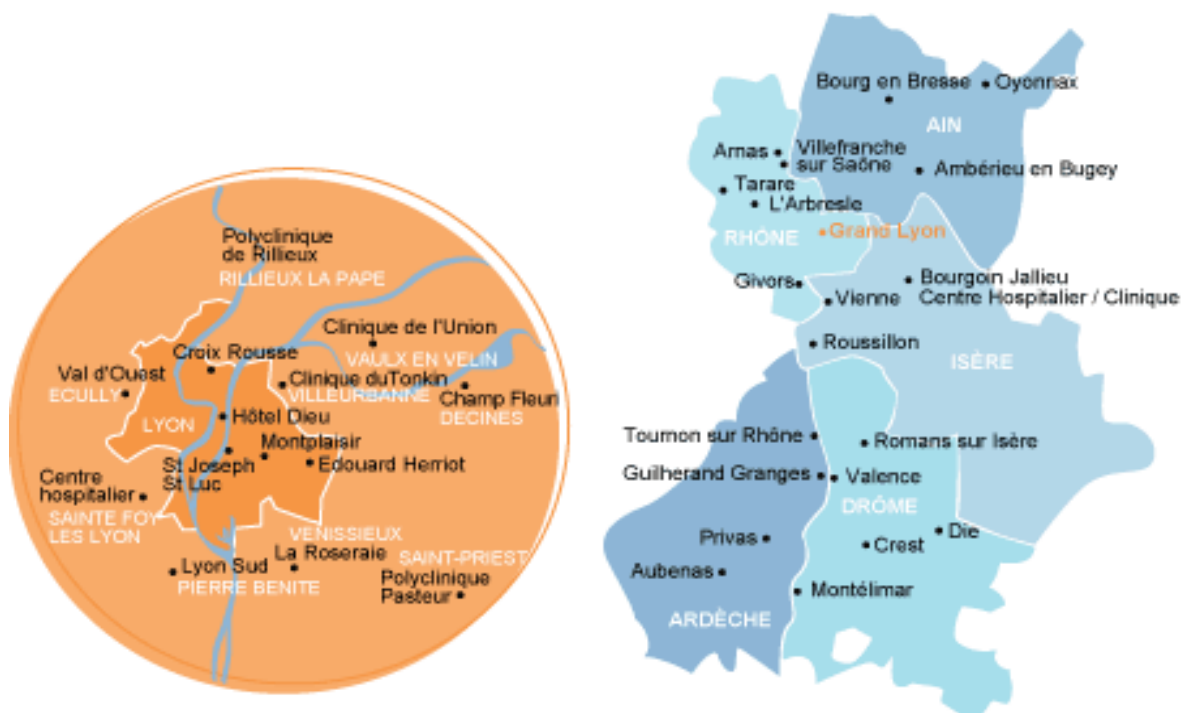 Polyclinique
de Rillieux
RILLIEUX LA PAPE
Clinique de l'Union
VAULX EN VELIN
Croix Rousse
Val d'Ouest
ECULLY
Clinique duTonkin
VILLEURBANNE
Champ Fleuri
DECINES
LYON
Hôtel Dieu
Montplaisir
St Joseph
St Luc
Edouard Herriot
Centre
hospitalier
SAINTE FOY
LES LYON
VENISSIEUX
La Roseraie
SAINT-PRIEST
Lyon Sud
PIERRE BENITE
Polyclinique
Pasteur
Bourg en Bresse
Oyonnax
AIN
Arnas
Villefranche
sur Saône
Ambérieu en Bugey
Tarare
L'Arbresle
RHÔNE
Grand Lyon
Givors
Bourgoin Jallieu
Centre Hospitalier / Clinique
Vienne
Roussillon
ISÈRE
Tournon sur Rhône
Romans sur Isère
Guilherand Granges
Valence
DRÔME
Privas
Die
Crest
Aubenas
Montélimar
ARDÈCHE